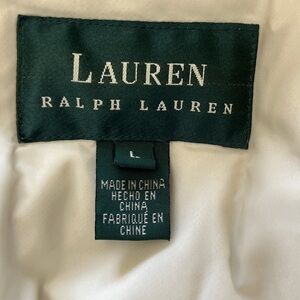 LAUREN
RALPH LAUREN
L
MADE IN CHINA
HECHO EN
CHINA
FABRIQUÉ EN
CHINE